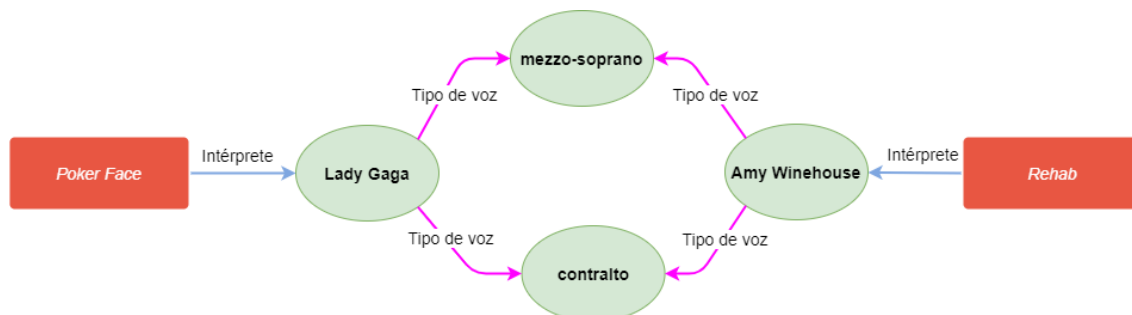 mezzo-soprano
Tipo de voz
Tipo de voz
Poker Face
Intérprete
Lady Gaga
Amy Winehouse
Intérprete
Rehab
Tipo de voz
Tipo de voz
contralto